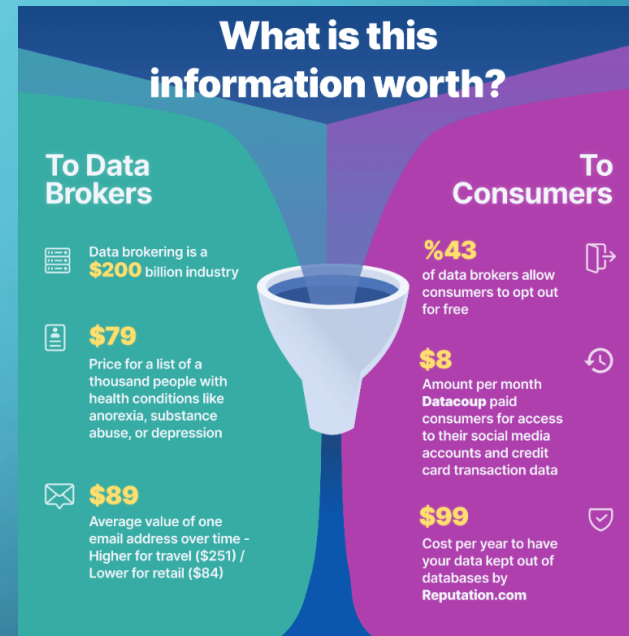 What is this
information worth?
To Data
Brokers
Data brokering is a
$200 billion industry
$79
Price for a list of a
thousand people with
health conditions like
anorexia, substance
abuse, or depression
$89
Average value of one
email address over time -
Higher for travel ($251) /
Lower for retail ($84)
To
Consumers
%43
of data brokers allow
consumers to opt out
for free
$8
Amount per month
Datacoup paid
consumers for access
to their social media
accounts and credit
card transaction data
$99
Cost per year to have
your data kept out of
databases by
Reputation.com